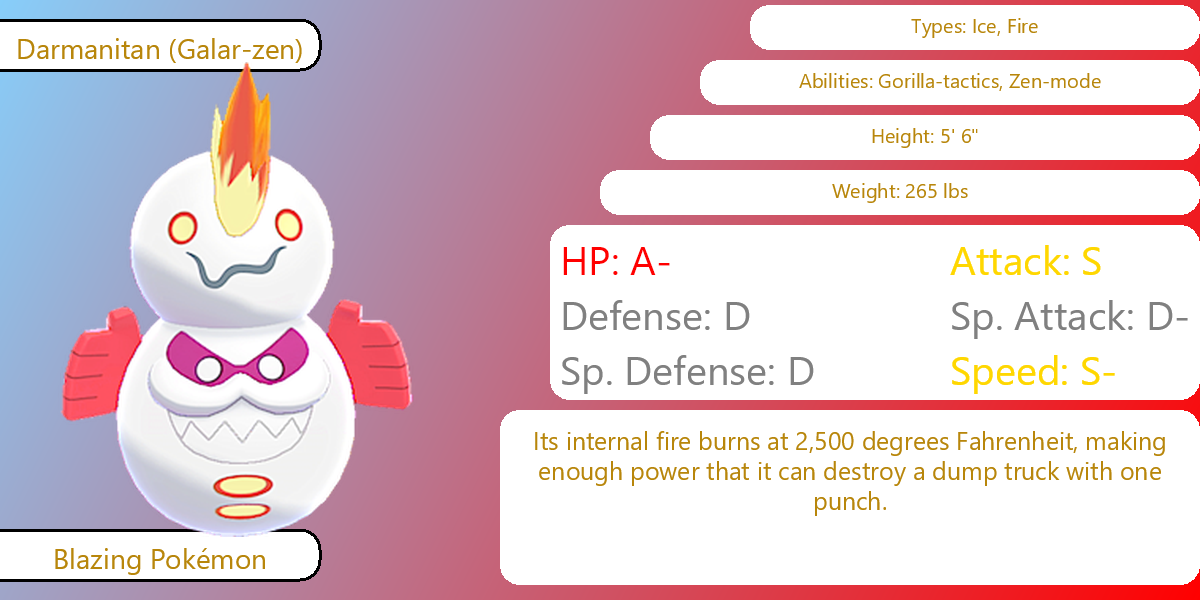 Darmanitan (Galar-zen)
Types: Ice, Fire
Abilities: Gorilla-tactics, Zen-mode
Height: 5' 6"
Weight: 265 lbs
HP: A-
Attack: S
Defense: D
Sp. Attack: D-
Sp. Defense: D
Speed: S-
Its internal fire burns at 2,500 degrees Fahrenheit, making
enough power that it can destroy a dump truck with one
punch.
Blazing Pokémon